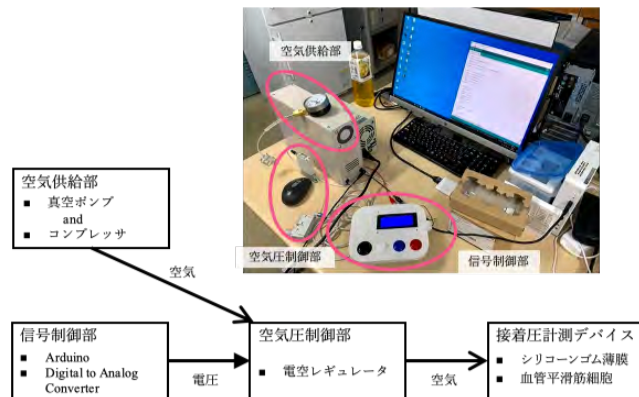 空気供給部
空気圧制御部
信号制御部
空気供給部
■ 真空ポンプ
and
■ コンプレッサ
空気
信号制御部
■ Arduino
■ Digital to Analog
Converter
電圧
空気圧制御部
■ 電空レギュレータ
空気
接着圧計測デバイス
■ シリコーンゴム薄膜
■ 血管平滑筋細胞